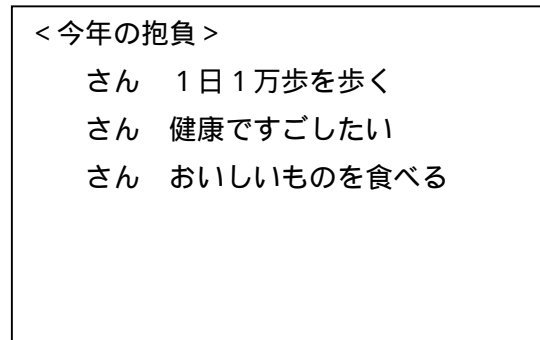 <今年の抱負>
さん　1日1万歩を歩く
さん　健康ですごしたい
さん　おいしいものを食べる